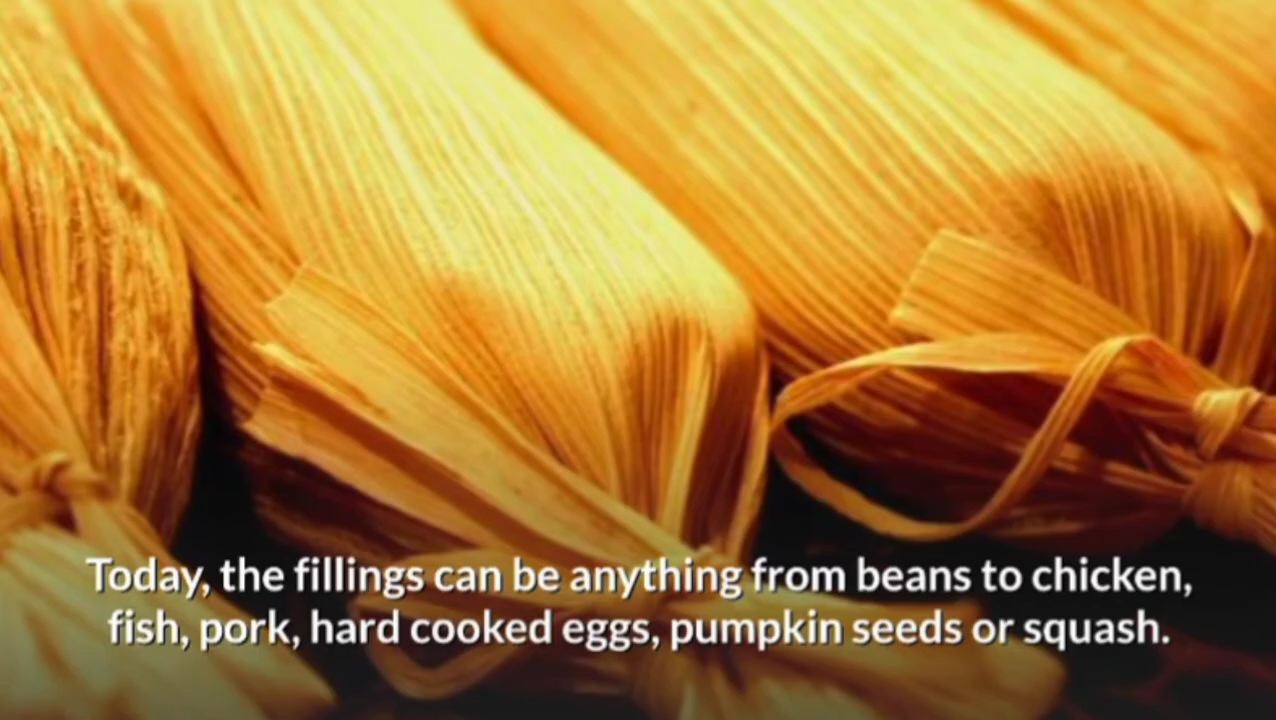 Today, the fillings can be anything from beans to chicken,
fish, pork, hard cooked eggs, pumpkin seeds or squash.